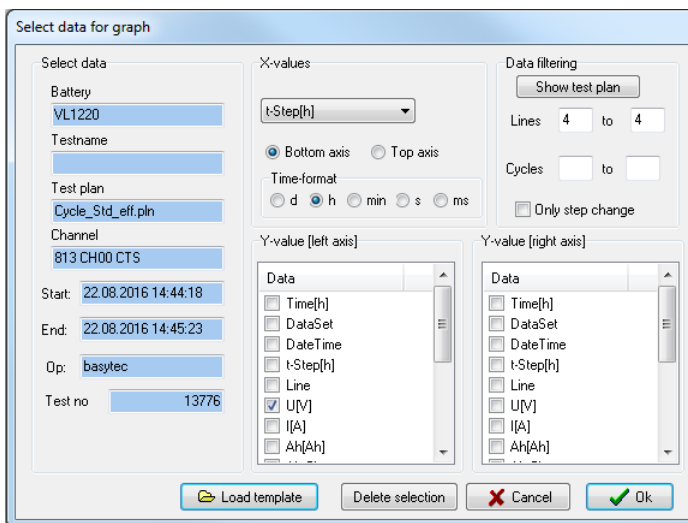 Select data for graph
Select data
Battery
VL1220
Testname
Test plan
Cycle_Std_eff.pln
Channel
813 CH00 CTS
Start: 22.08.2016 14:44:18
End: 22.08.2016 14:45:23
Op: basytec
Test no 13776
X-values
t-Step[h]
Bottom axis Top axis
Time-format
d h min s ms
Data filtering
Show test plan
Lines 4 to 4
Cycles to
Only step change
Y-value [left axis]
Data
Time[h]
DataSet
DateTime
t-Step[h]
Line
U[V]
I[A]
Ah[Ah]
Y-value [right axis]
Data
Time[h]
DataSet
DateTime
t-Step[h]
Line
U[V]
I[A]
Ah[Ah]
Load template Delete selection Cancel Ok